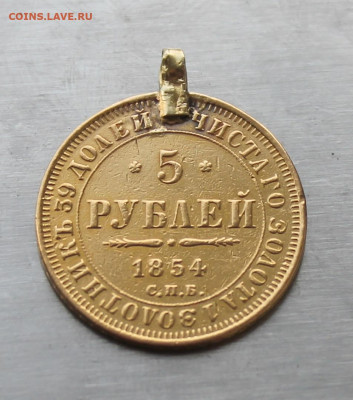 COINS.LAVE.RU
ЧИСТАГО ЗОЛОТА 1 ЗОЛОТНИКЪ 39 ДОЛЕЙ
* 5 *
РУБЛЕЙ
1854
С.П.Б.